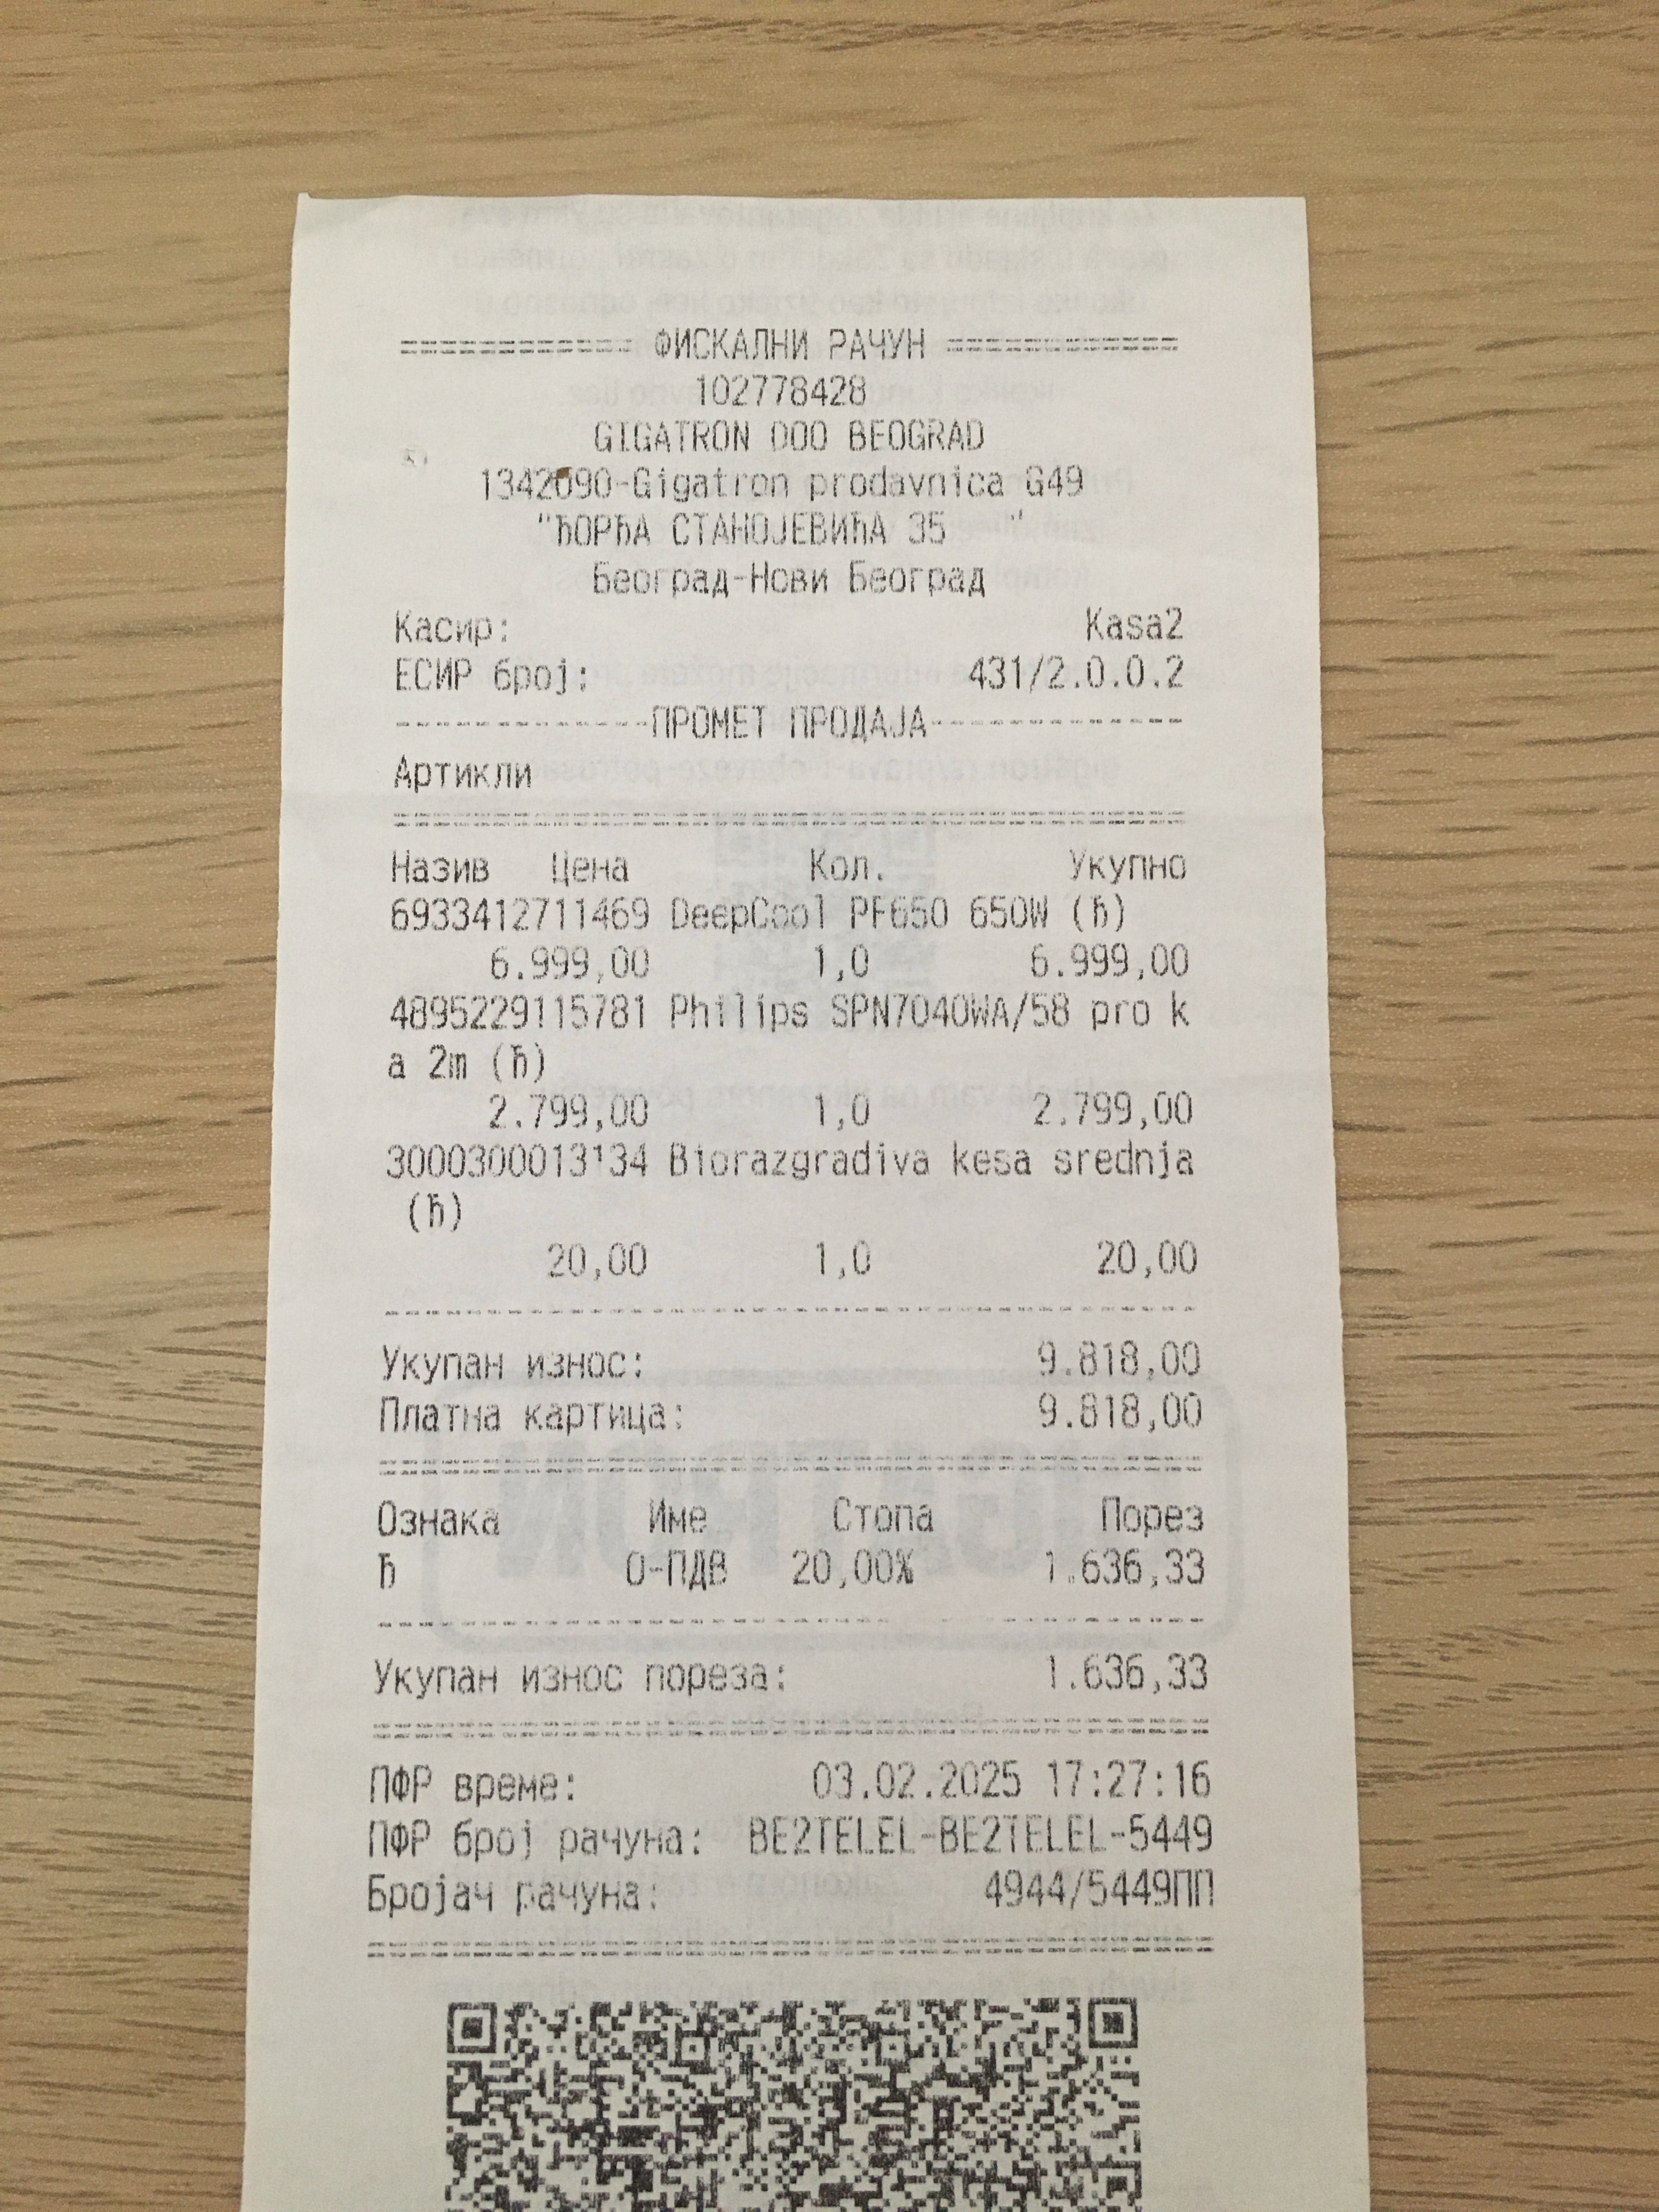 ============ ФИСКАЛНИ РАЧУН ============
102778428
GIGATRON DOO BEOGRAD
1342090-Gigatron prodavnica G49
"ЂОРЂА СТАНОЈЕВИЋА 35 "
Београд-Нови Београд
Касир: Kasa2
ЕСИР број: 431/2.0.0.2
-------------ПРОМЕТ ПРОДАЈА-------------
Артикли
========================================
Назив Цена Кол. Укупно
6933412711469 DeepCool PF650 650W (Ђ)
6.999,00 1,0 6.999,00
4895229115781 Philips SPN7040WA/58 pro k
a 2m (Ђ)
2.799,00 1,0 2.799,00
3000300013134 Biorazgradiva kesa srednja
(Ђ)
20,00 1,0 20,00
----------------------------------------
Укупан износ: 9.818,00
Платна картица: 9.818,00
========================================
Ознака Име Стопа Порез
Ђ О-ПДВ 20,00% 1.636,33
----------------------------------------
Укупан износ пореза: 1.636,33
========================================
ПФР време: 03.02.2025 17:27:16
ПФР број рачуна: BE2TELEL-BE2TELEL-5449
Бројач рачуна: 4944/5449ПП
========================================